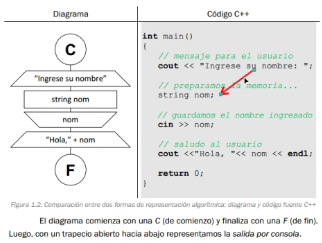 Diagrama
Código C++
C
"Ingrese su nombre"
string nom
nom
"Hola," + nom
F
int main()
{
// mensaje para el usuario
cout << "Ingrese su nombre: ";
// preparamos la memoria...
string nom;
// guardamos el nombre ingresado
cin >> nom;
// saludo al usuario
cout <<"Hola, "<< nom << endl;
return 0;
}
Figura 1.2. Comparación entre dos formas de representación algorítmica: diagrama y código fuente C++
El diagrama comienza con una C (de comienzo) y finaliza con una F (de fin).
Luego, con un trapecio abierto hacia abajo representamos la salida por consola.